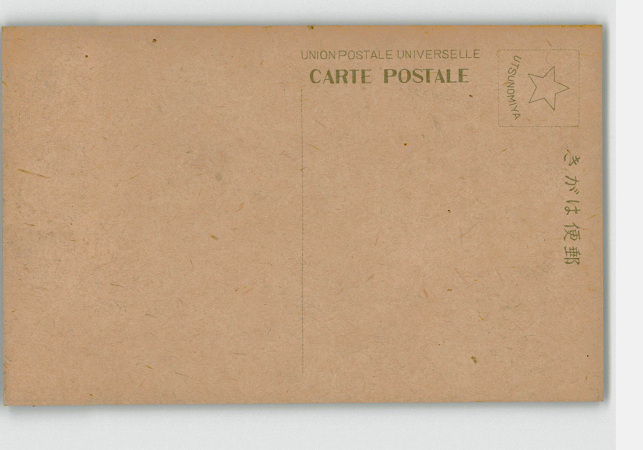 UNION POSTALE UNIVERSELLE
CARTE POSTALE
UTSUNOMIYA
きがは便郵